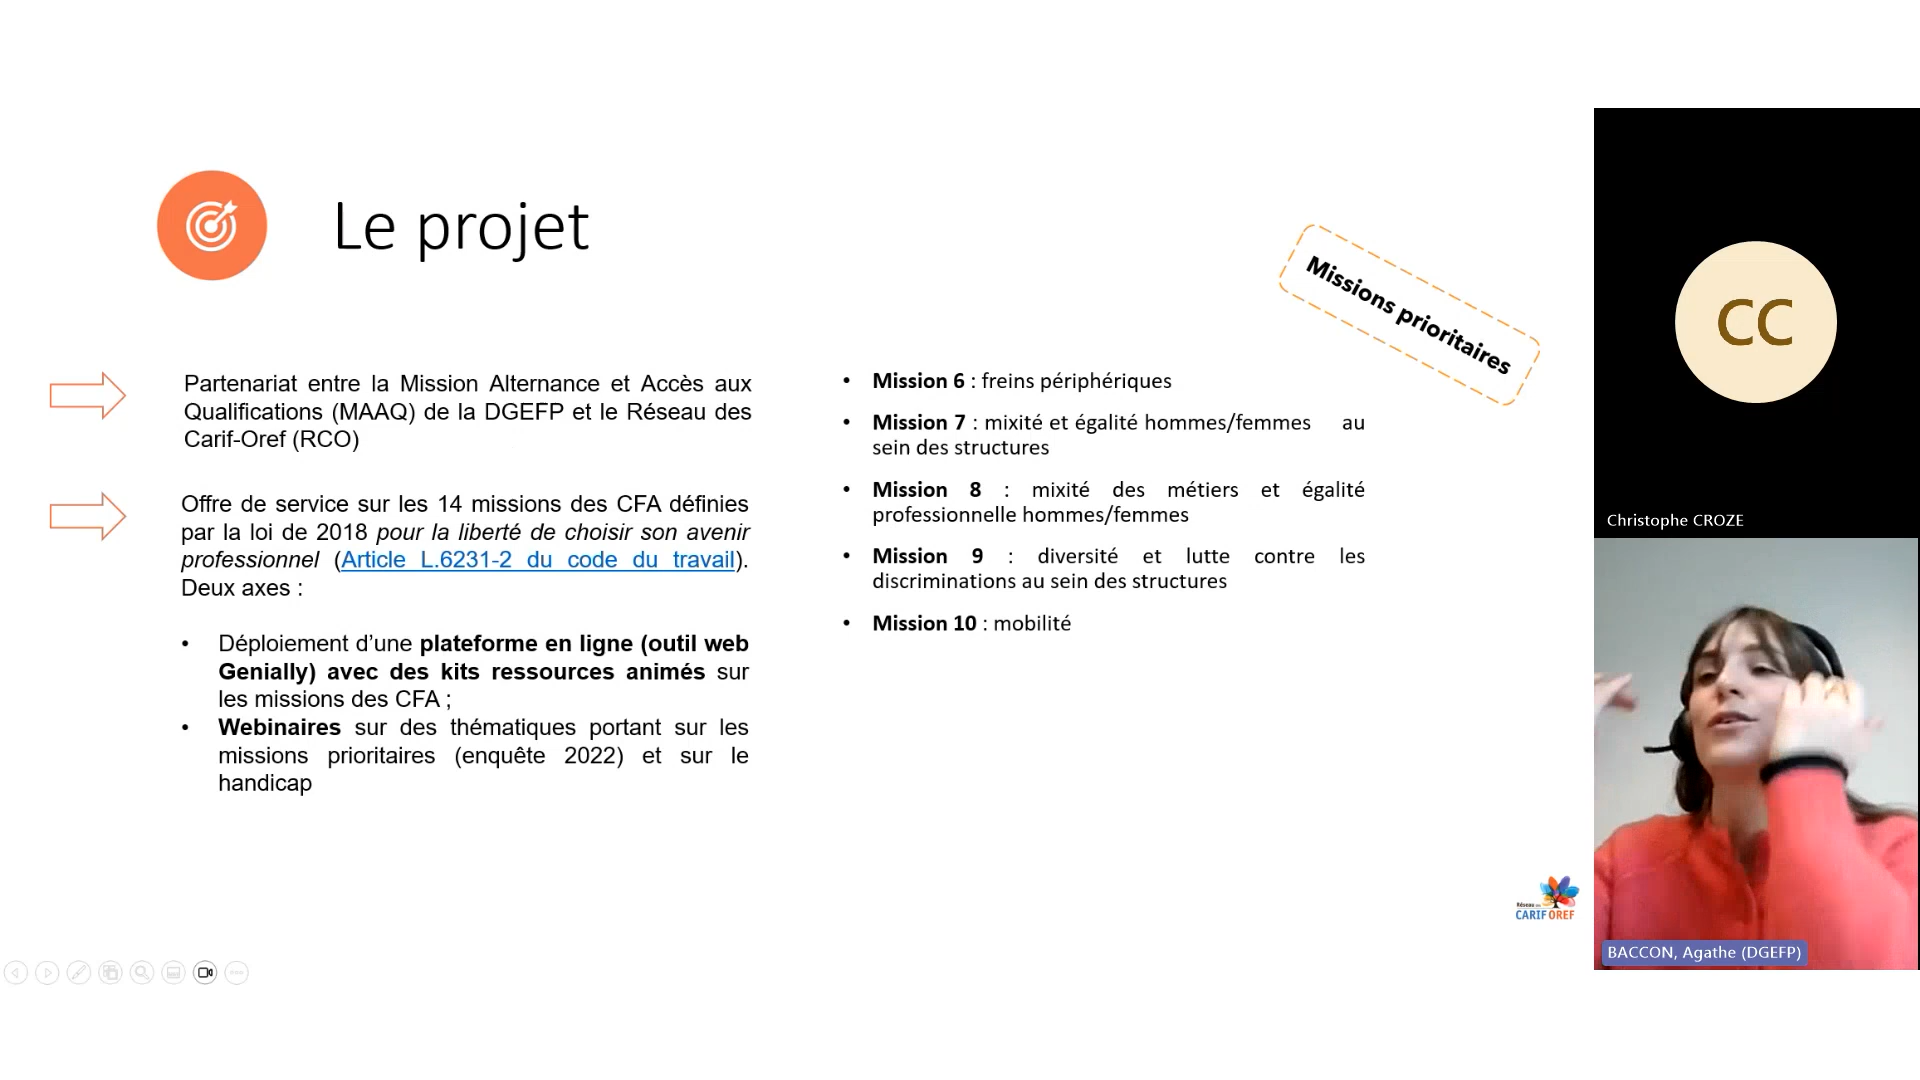 Le projet
Missions prioritaires
Partenariat entre la Mission Alternance et Accès aux
Qualifications (MAAQ) de la DGEFP et le Réseau des
Carif-Oref (RCO)
Offre de service sur les 14 missions des CFA définies
par la loi de 2018 pour la liberté de choisir son avenir
professionnel (Article L.6231-2 du code du travail).
Deux axes :
• Déploiement d’une plateforme en ligne (outil web
Genially) avec des kits ressources animés sur
les missions des CFA ;
• Webinaires sur des thématiques portant sur les
missions prioritaires (enquête 2022) et sur le
handicap
• Mission 6 : freins périphériques
• Mission 7 : mixité et égalité hommes/femmes au
sein des structures
• Mission 8 : mixité des métiers et égalité
professionnelle hommes/femmes
• Mission 9 : diversité et lutte contre les
discriminations au sein des structures
• Mission 10 : mobilité
Réseau des
CARIF OREF
CC
Christophe CROZE
BACCON, Agathe (DGEFP)